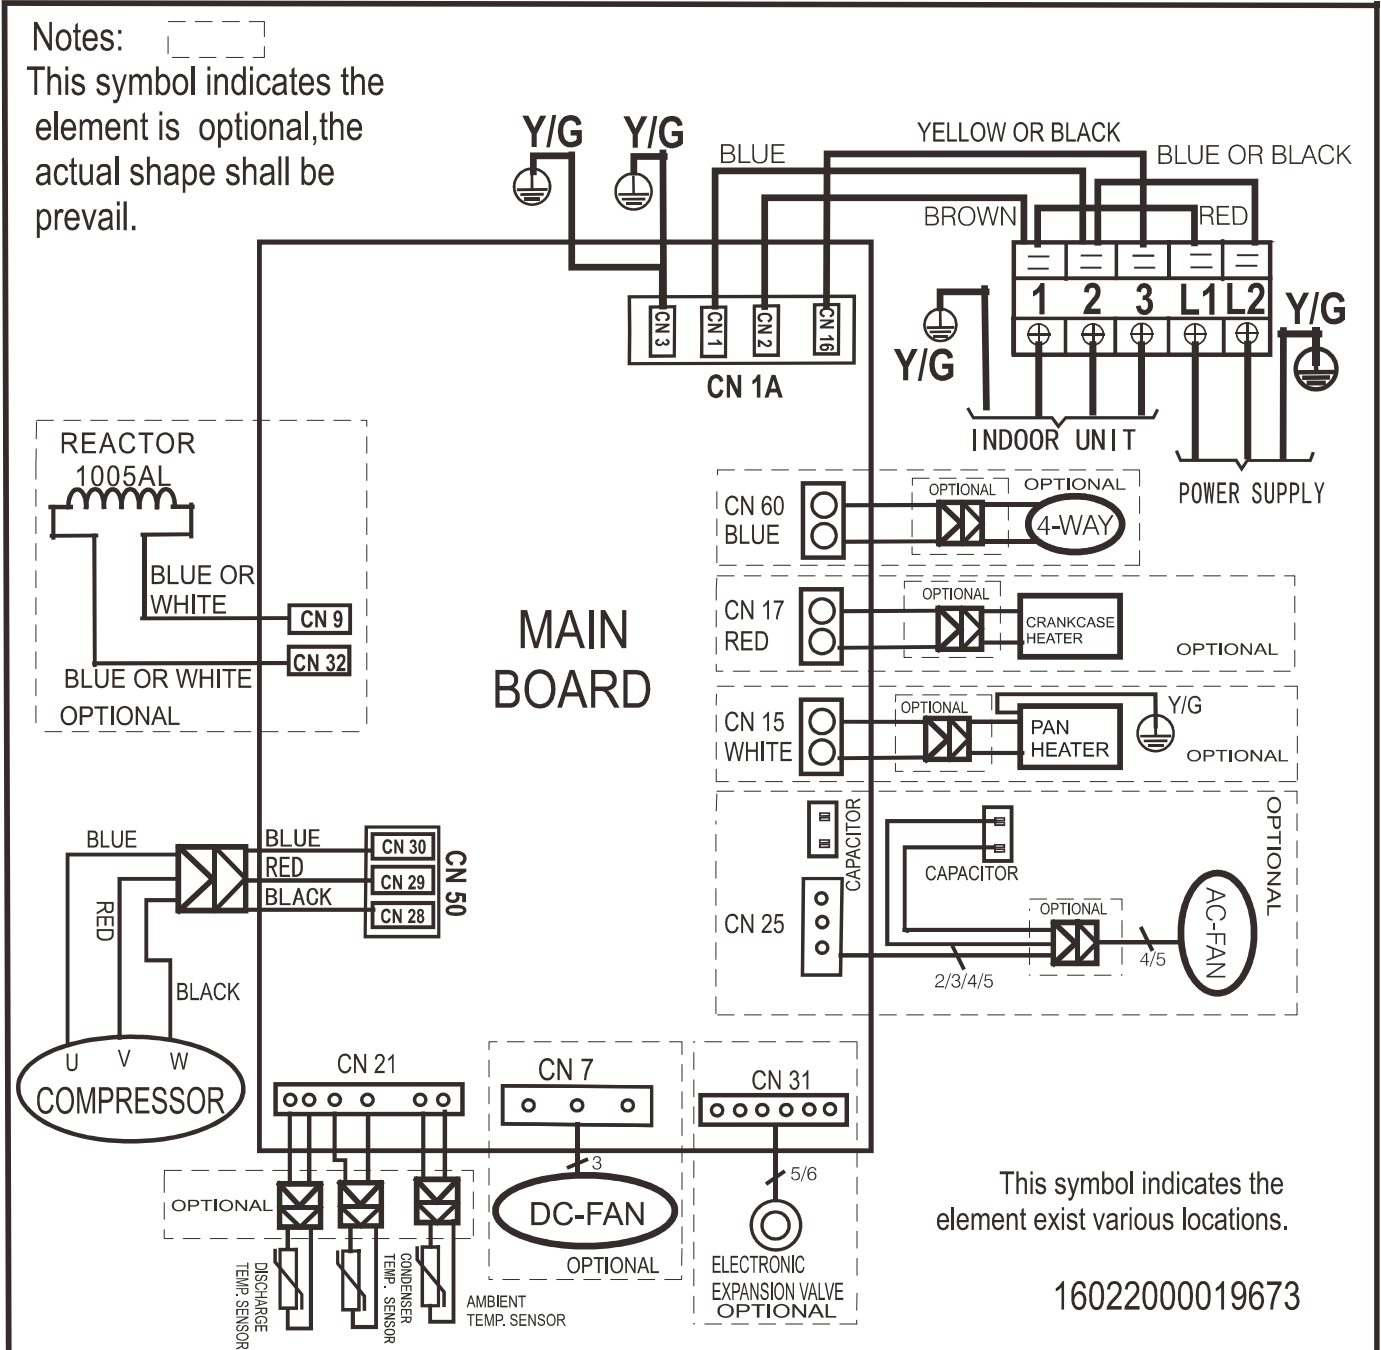 Notes:
This symbol indicates the
element is optional,the
actual shape shall be
prevail.
Y/G
Y/G
BLUE
YELLOW OR BLACK
BLUE OR BLACK
BROWN
RED
1 2 3 L1 L2
Y/G
Y/G
CN 3
CN 1
CN 2
CN 16
CN 1A
INDOOR UNIT
POWER SUPPLY
REACTOR
1005AL
BLUE OR
WHITE
CN 9
CN 32
BLUE OR WHITE
OPTIONAL
MAIN
BOARD
CN 60
BLUE
OPTIONAL
OPTIONAL
4-WAY
CN 17
RED
OPTIONAL
CRANKCASE
HEATER
OPTIONAL
CN 15
WHITE
OPTIONAL
PAN
HEATER
Y/G
OPTIONAL
CAPACITOR
CN 25
CAPACITOR
2/3/4/5
OPTIONAL
4/5
AC-FAN
OPTIONAL
BLUE
RED
BLACK
BLUE
RED
BLACK
CN 30
CN 29
CN 28
CN 50
U V W
COMPRESSOR
CN 21
OPTIONAL
DISCHARGE
TEMP. SENSOR
CONDENSER
TEMP. SENSOR
AMBIENT
TEMP. SENSOR
CN 7
3
DC-FAN
OPTIONAL
CN 31
5/6
ELECTRONIC
EXPANSION VALVE
OPTIONAL
This symbol indicates the
element exist various locations.
16022000019673